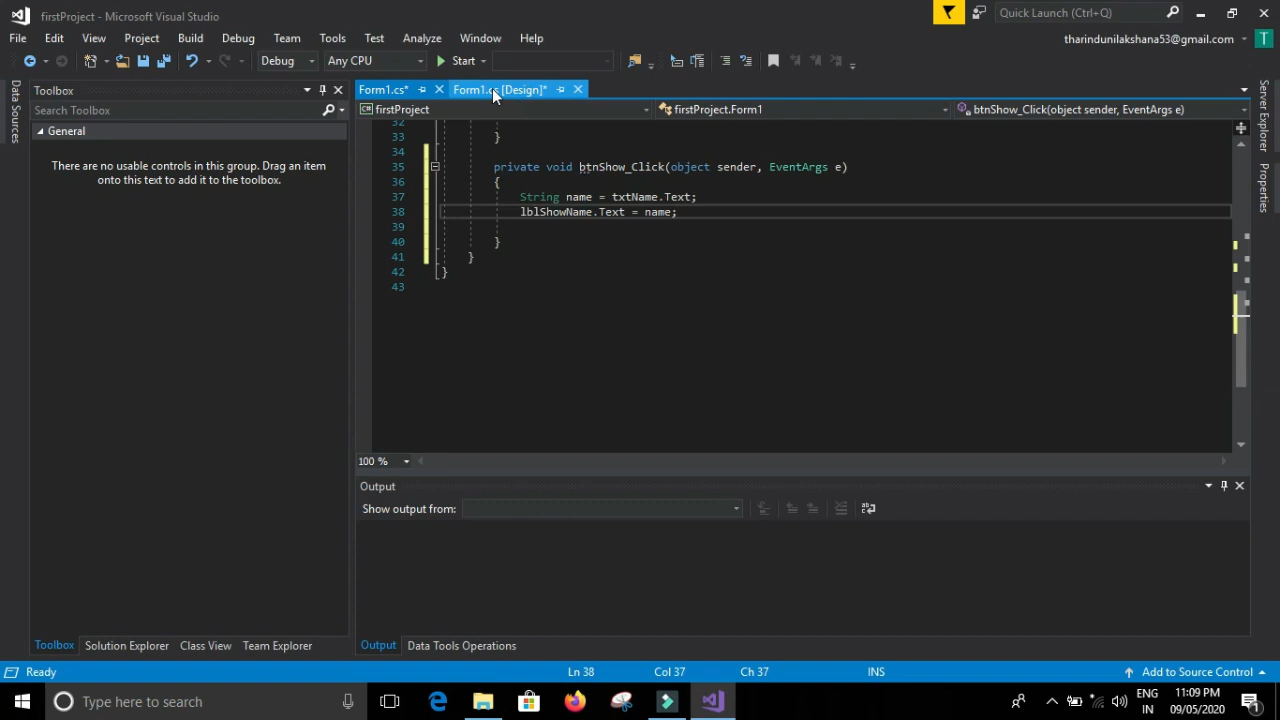 firstProject - Microsoft Visual Studio
Quick Launch (Ctrl+Q)
File Edit View Project Build Debug Team Tools Test Analyze Window Help
tharindunilakshana53@gmail.com T
Debug Any CPU Start
Data Sources
Toolbox
Search Toolbox
General
There are no usable controls in this group. Drag an item
onto this text to add it to the toolbox.
Form1.cs* Form1.cs [Design]*
firstProject firstProject.Form1 btnShow_Click(object sender, EventArgs e)
32
33 }
34
35 private void btnShow_Click(object sender, EventArgs e)
36 {
37 String name = txtName.Text;
38 lblShowName.Text = name;
39
40 }
41 }
42 }
43
100 %
Server Explorer
Properties
Output
Show output from:
Toolbox Solution Explorer Class View Team Explorer
Output Data Tools Operations
Ready Ln 38 Col 37 Ch 37 INS Add to Source Control
Type here to search
ENG
IN
11:09 PM
09/05/2020
1